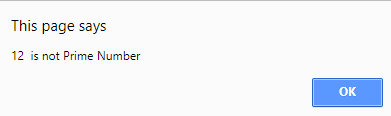 This page says
12  is not Prime Number
OK